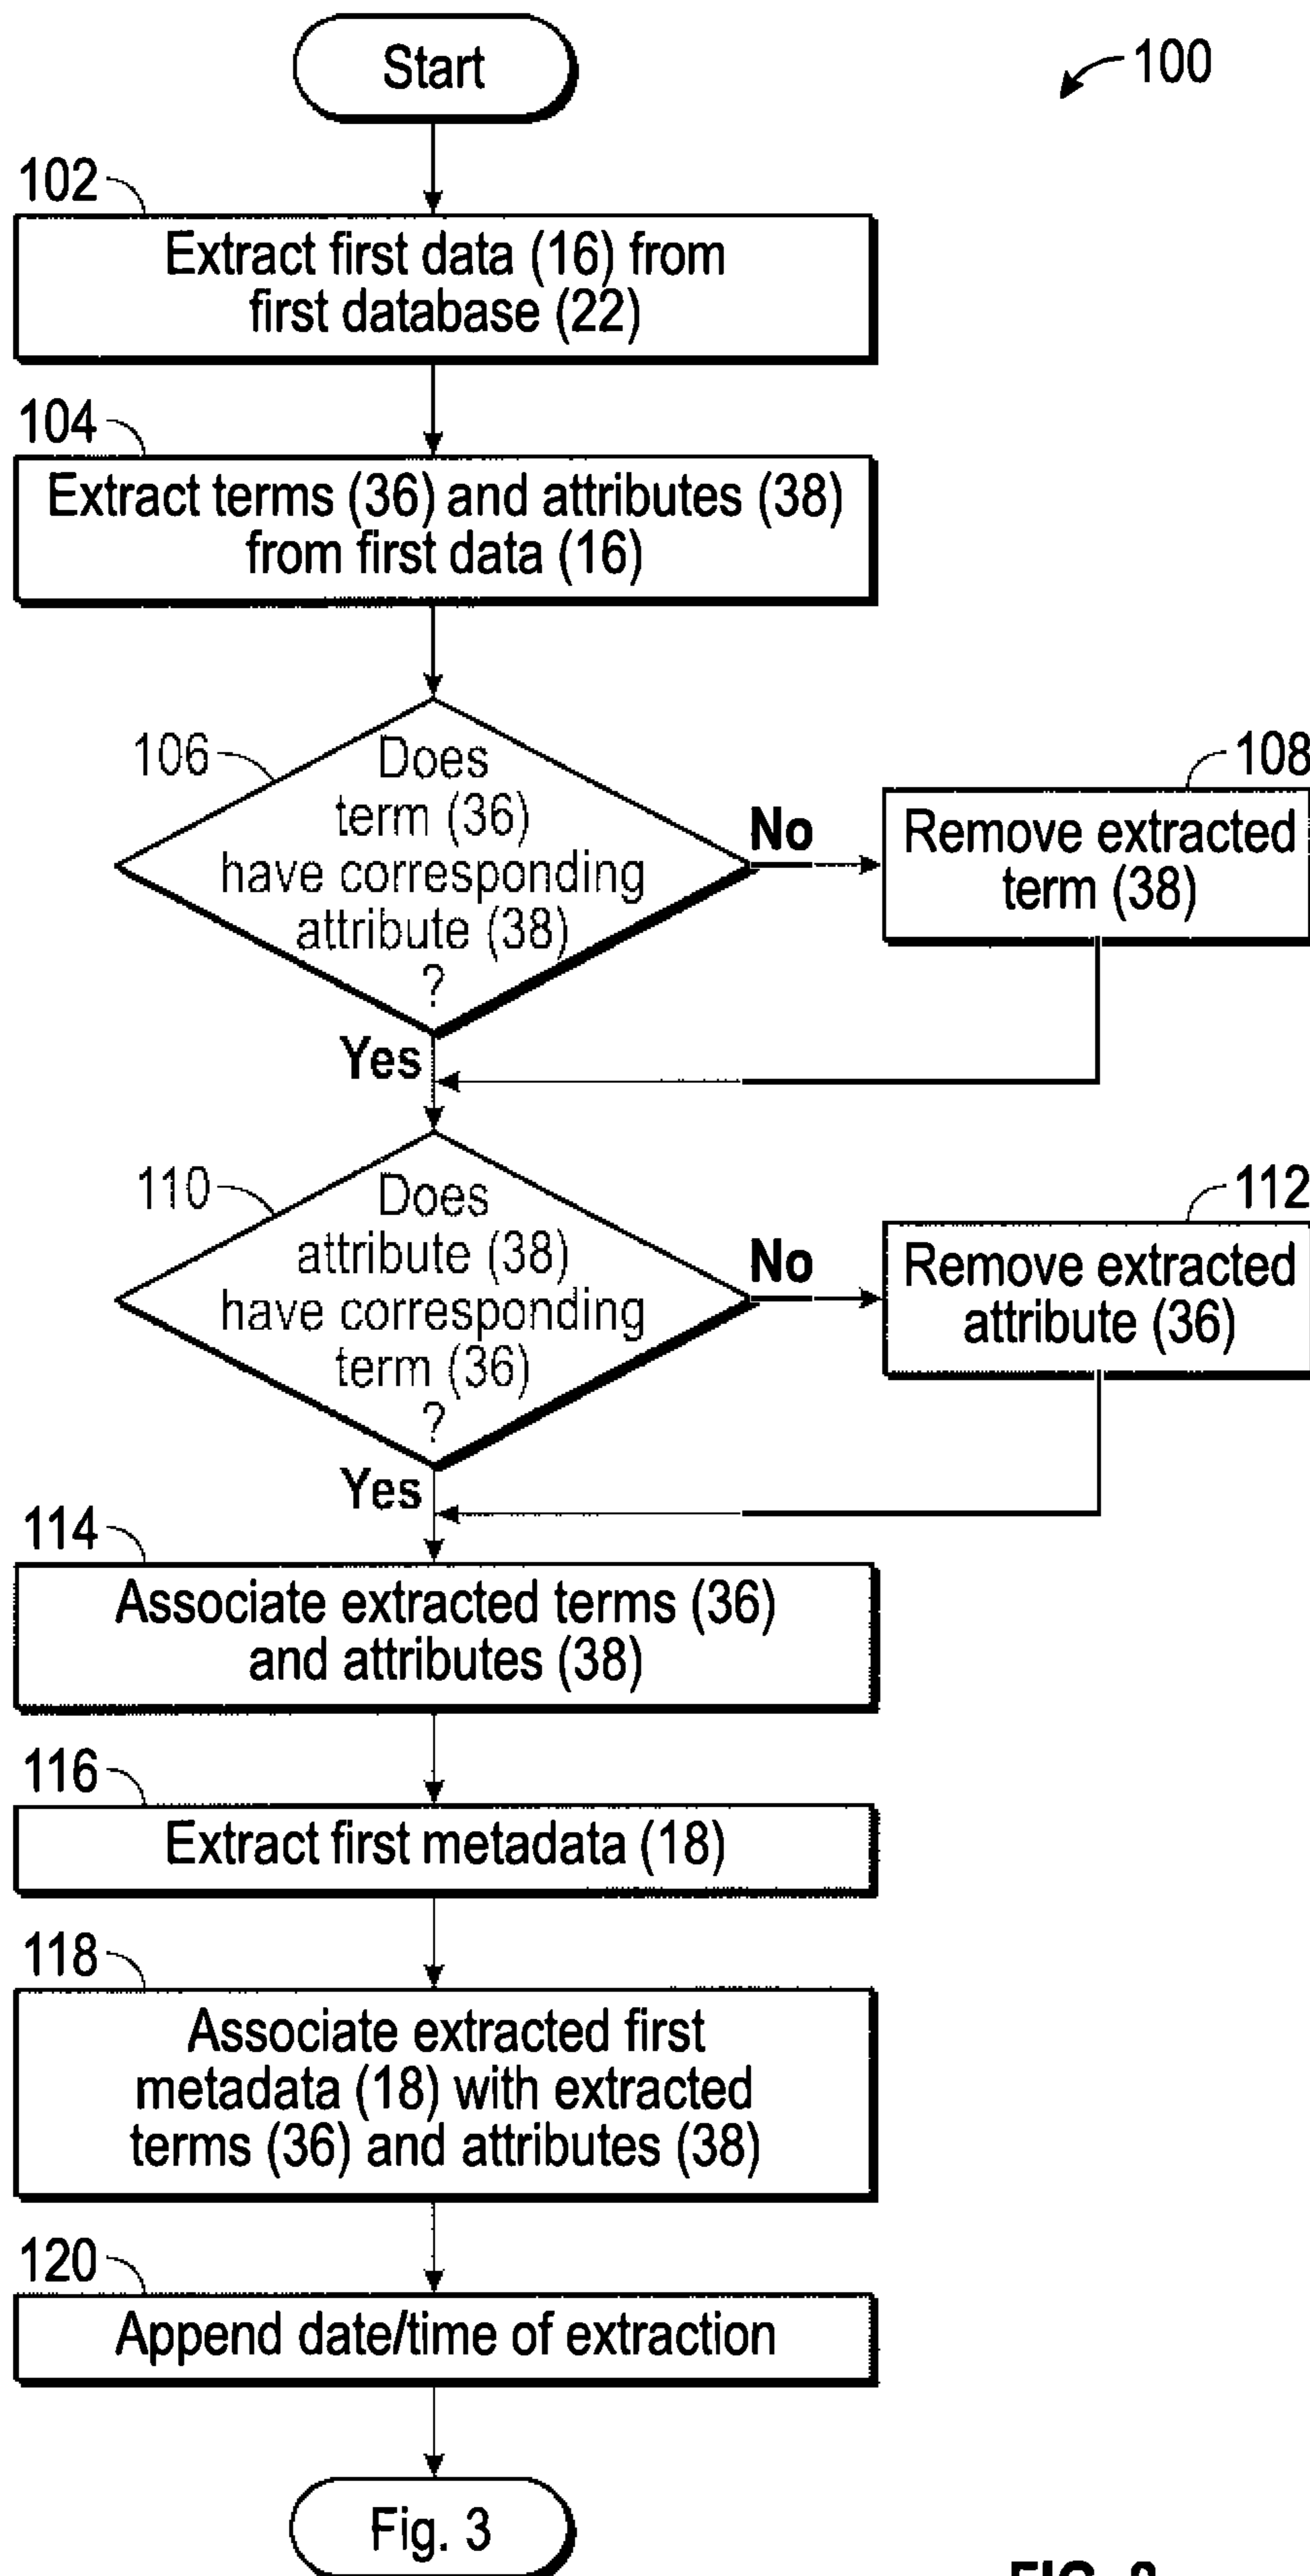 Start
100
102
Extract first data (16) from
first database (22)
104
Extract terms (36) and attributes (38)
from first data (16)
106
Does
term (36)
have corresponding
attribute (38)
?
No
108
Remove extracted
term (38)
Yes
110
Does
attribute (38)
have corresponding
term (36)
?
No
112
Remove extracted
attribute (36)
Yes
114
Associate extracted terms (36)
and attributes (38)
116
Extract first metadata (18)
118
Associate extracted first
metadata (18) with extracted
terms (36) and attributes (38)
120
Append date/time of extraction
Fig. 3